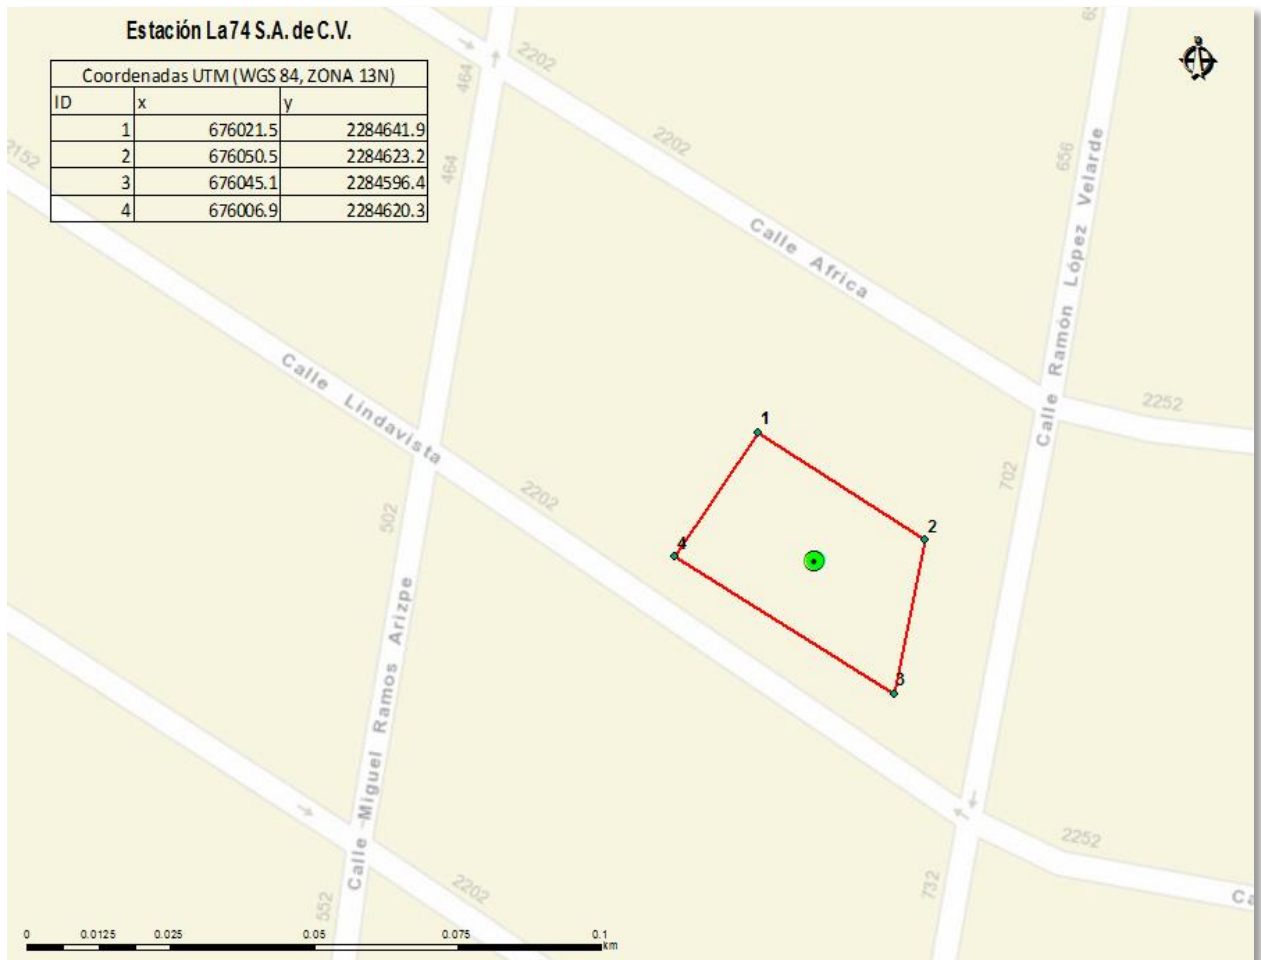 Estación La 74 S.A. de C.V.
Coordenadas UTM (WGS 84, ZONA 13N)
ID x y
1 676021.5 2284641.9
2 676050.5 2284623.2
3 676045.1 2284596.4
4 676006.9 2284620.3
2152
464
464
2202
2202
656
Calle Africa
Calle Ramón López Velarde
Calle Lindavista
2252
1
702
2202
502
2
4
3
Calle Miguel Ramos Arizpe
2252
732
2202
552
Ca
0 0.0125 0.025 0.05 0.075 0.1
km